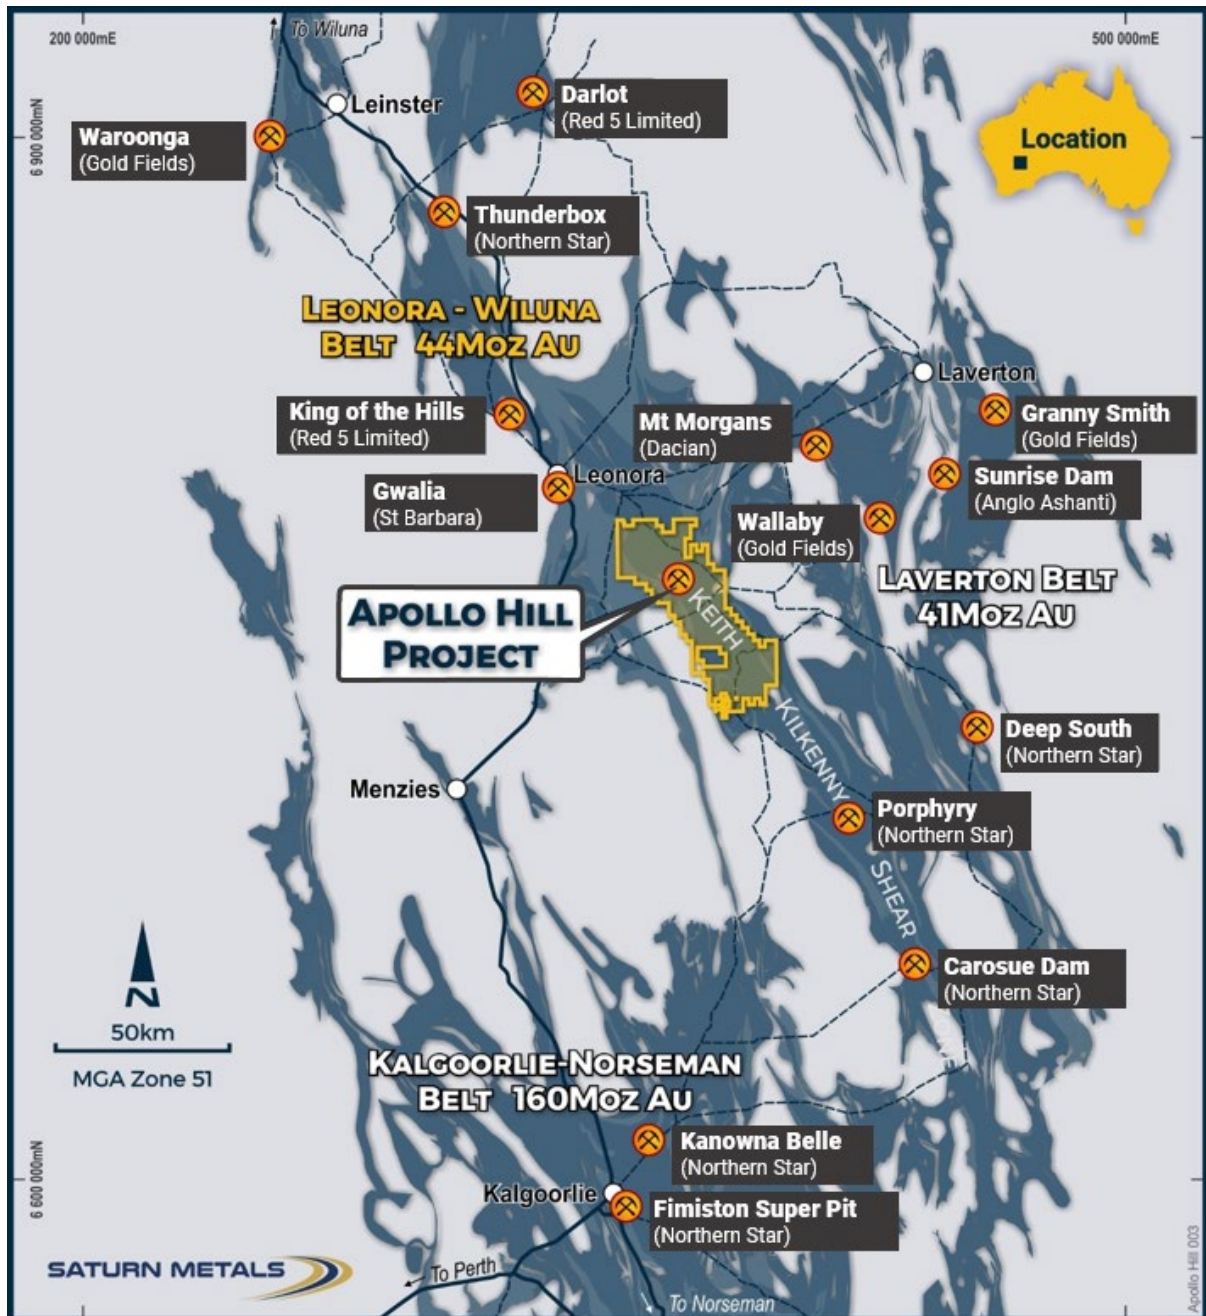 200 000mE
To Wiluna
500 000mE
6 900 000mN
Leinster
Darlot
(Red 5 Limited)
Waroonga
(Gold Fields)
Location
Thunderbox
(Northern Star)
LEONORA - WILUNA
BELT 44MOZ AU
Laverton
King of the Hills
(Red 5 Limited)
Mt Morgans
(Dacian)
Granny Smith
(Gold Fields)
Leonora
Gwalia
(St Barbara)
Sunrise Dam
(Anglo Ashanti)
Wallaby
(Gold Fields)
LAVERTON BELT
41MOZ AU
APOLLO HILL
PROJECT
KEITH
KILKENNY
SHEAR
ZONE
Deep South
(Northern Star)
Menzies
Porphyry
(Northern Star)
Carosue Dam
(Northern Star)
N
50km
MGA Zone 51
KALGOORLIE-NORSEMAN
BELT 160MOZ AU
Kanowna Belle
(Northern Star)
6 600 000mN
Kalgoorlie
Fimiston Super Pit
(Northern Star)
SATURN METALS
To Perth
To Norseman
Apollo Hill 003